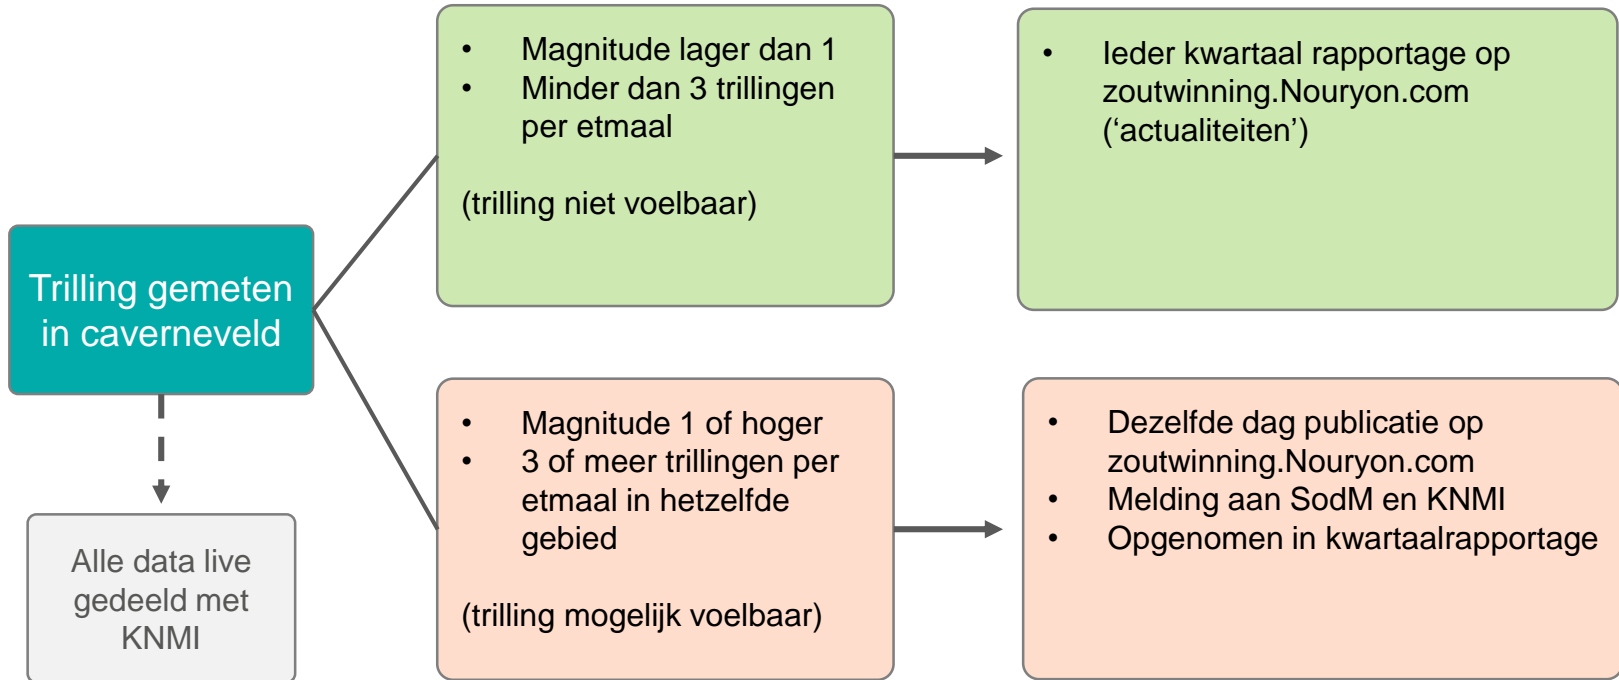 • Magnitude lager dan 1
• Minder dan 3 trillingen
per etmaal
(trilling niet voelbaar)
• Ieder kwartaal rapportage op
zoutwinning.Nouryon.com
(‘actualiteiten’)
Trilling gemeten
in caverneveld
• Magnitude 1 of hoger
• 3 of meer trillingen per
etmaal in hetzelfde
gebied
(trilling mogelijk voelbaar)
• Dezelfde dag publicatie op
zoutwinning.Nouryon.com
• Melding aan SodM en KNMI
• Opgenomen in kwartaalrapportage
Alle data live
gedeeld met
KNMI